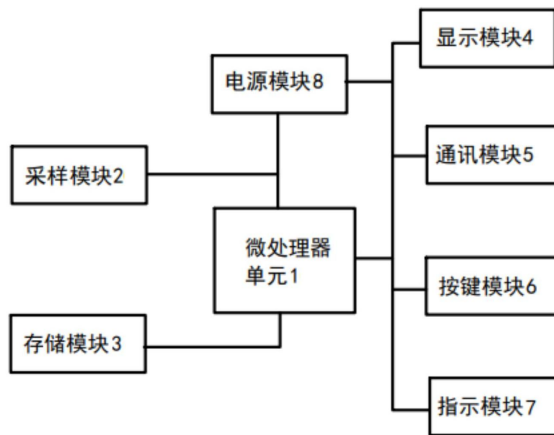 显示模块4
电源模块8
通讯模块5
采样模块2
微处理器
单元1
按键模块6
存储模块3
指示模块7